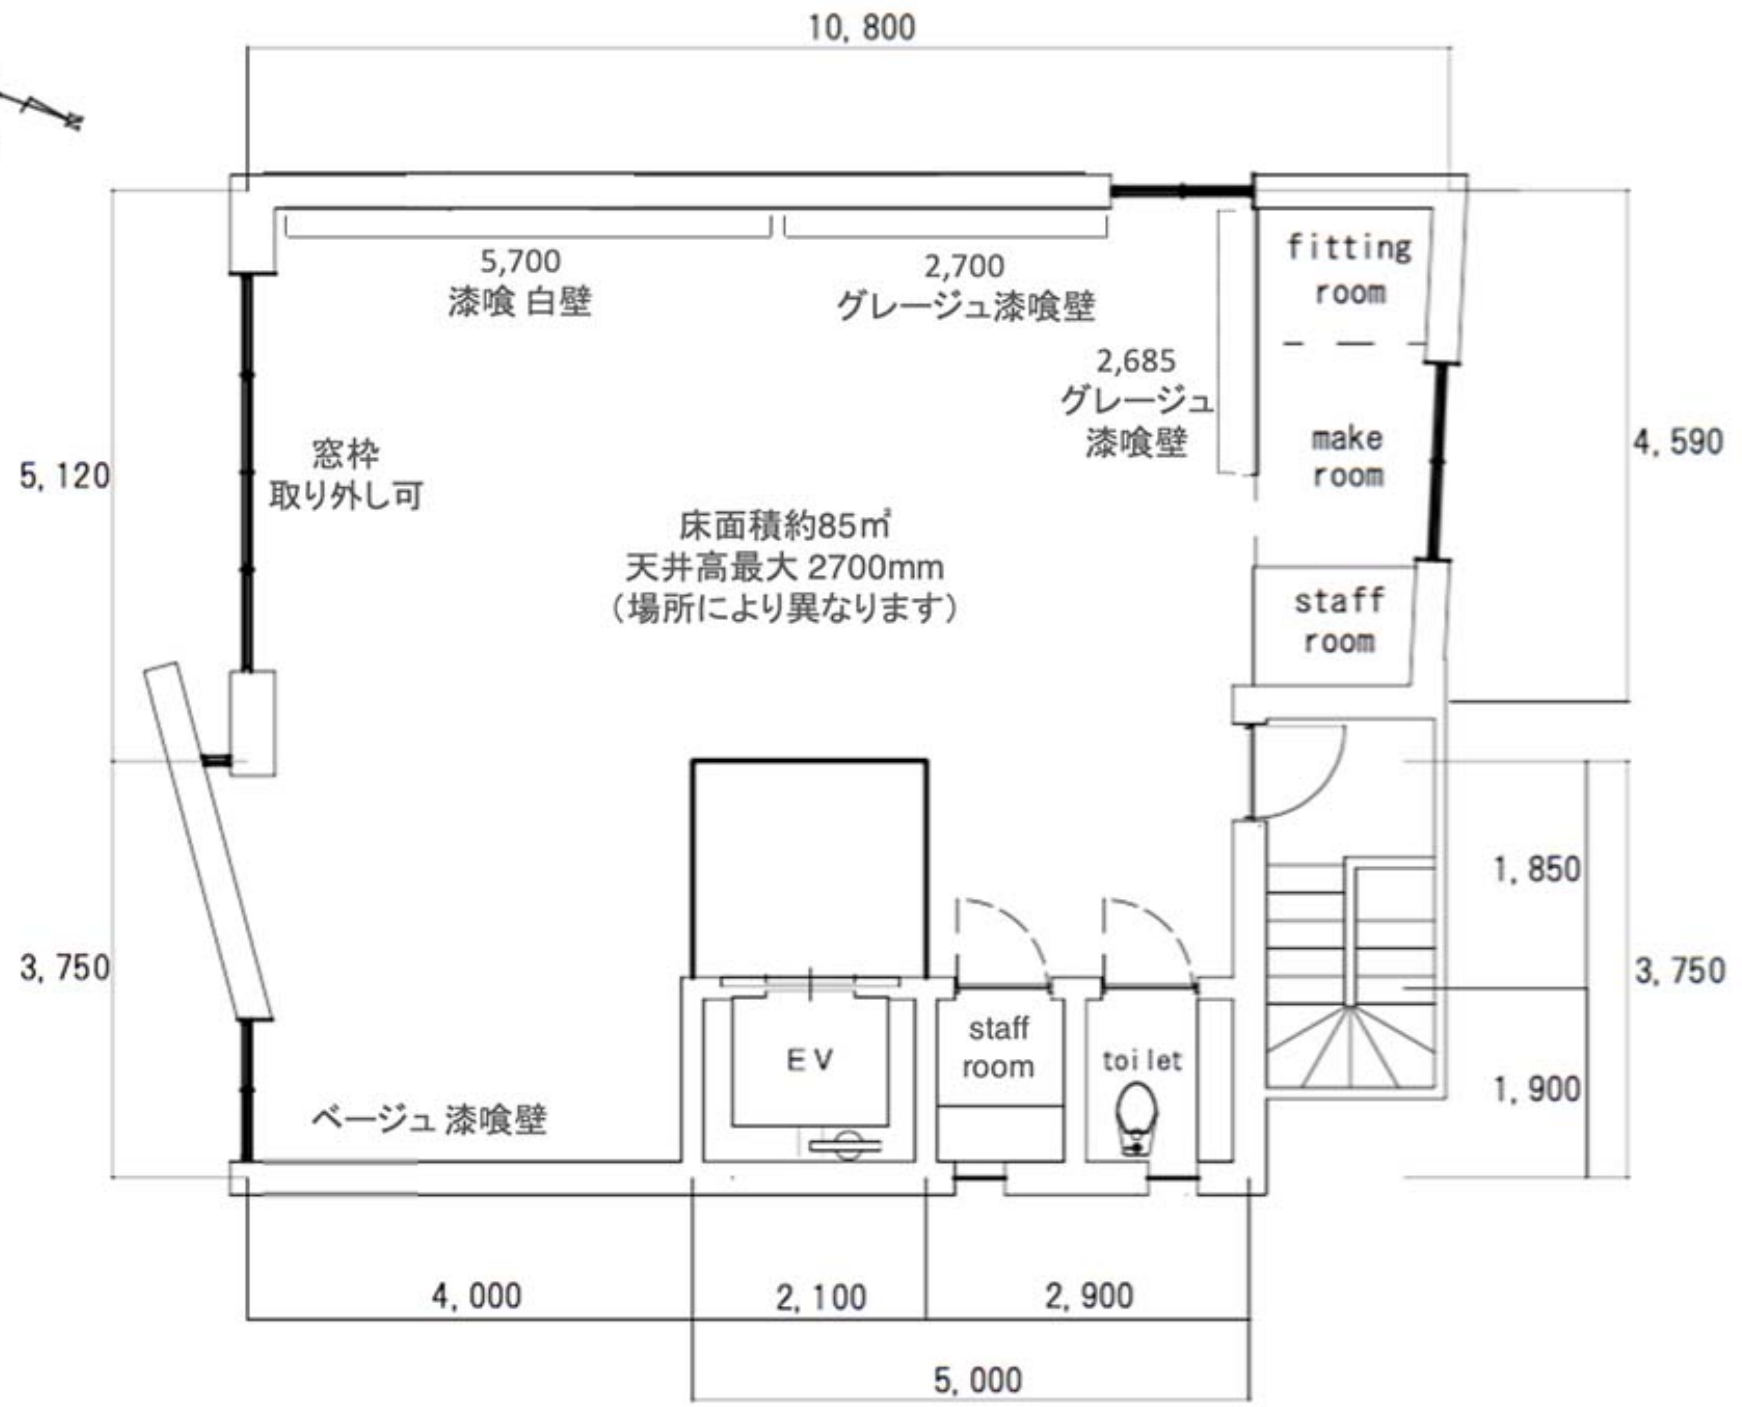 10,800
N
5,700
漆喰 白壁
2,700
グレージュ漆喰壁
fitting
room
2,685
グレージュ
漆喰壁
make
room
4,590
窓枠
取り外し可
5,120
床面積約85㎡
天井高最大 2700mm
（場所により異なります）
staff
room
1,850
3,750
3,750
EV
staff
room
toilet
1,900
ベージュ 漆喰壁
4,000
2,100
2,900
5,000